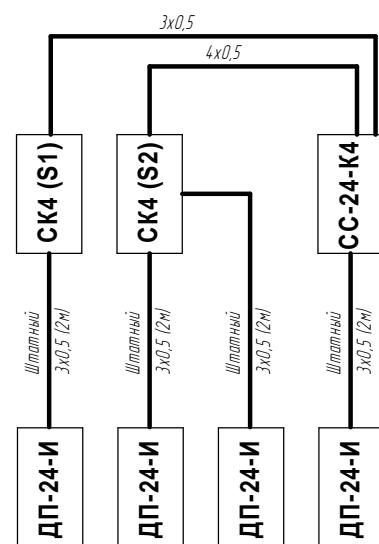 3х0,5
4х0,5
СК4 (S1)
СК4 (S2)
СС-24-К4
Штатный
3х0,5 (2м)
Штатный
3х0,5 (2м)
Штатный
3х0,5 (2м)
Штатный
3х0,5 (2м)
ДП-24-И
ДП-24-И
ДП-24-И
ДП-24-И